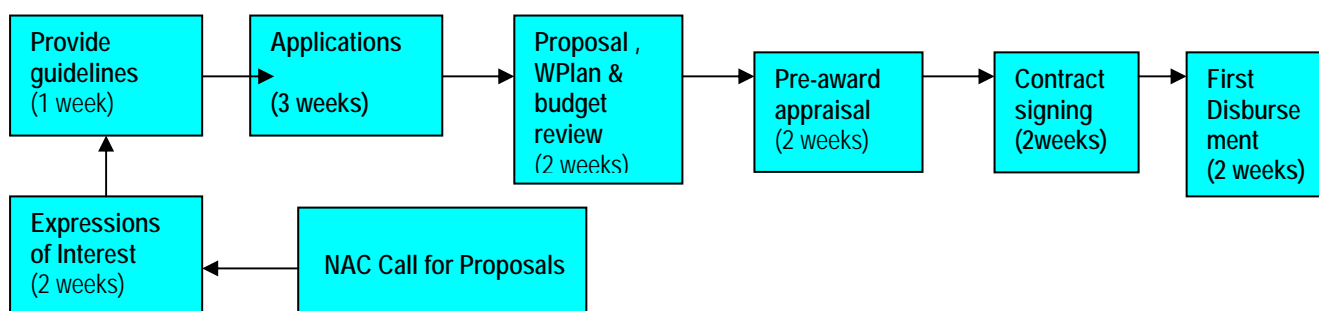 Provide
guidelines
(1 week)
Applications
(3 weeks)
Proposal ,
WPlan &
budget
review
(2 weeks)
Pre-award
appraisal
(2 weeks)
Contract
signing
(2weeks)
First
Disburse
ment
(2 weeks)
Expressions
of Interest
(2 weeks)
NAC Call for Proposals